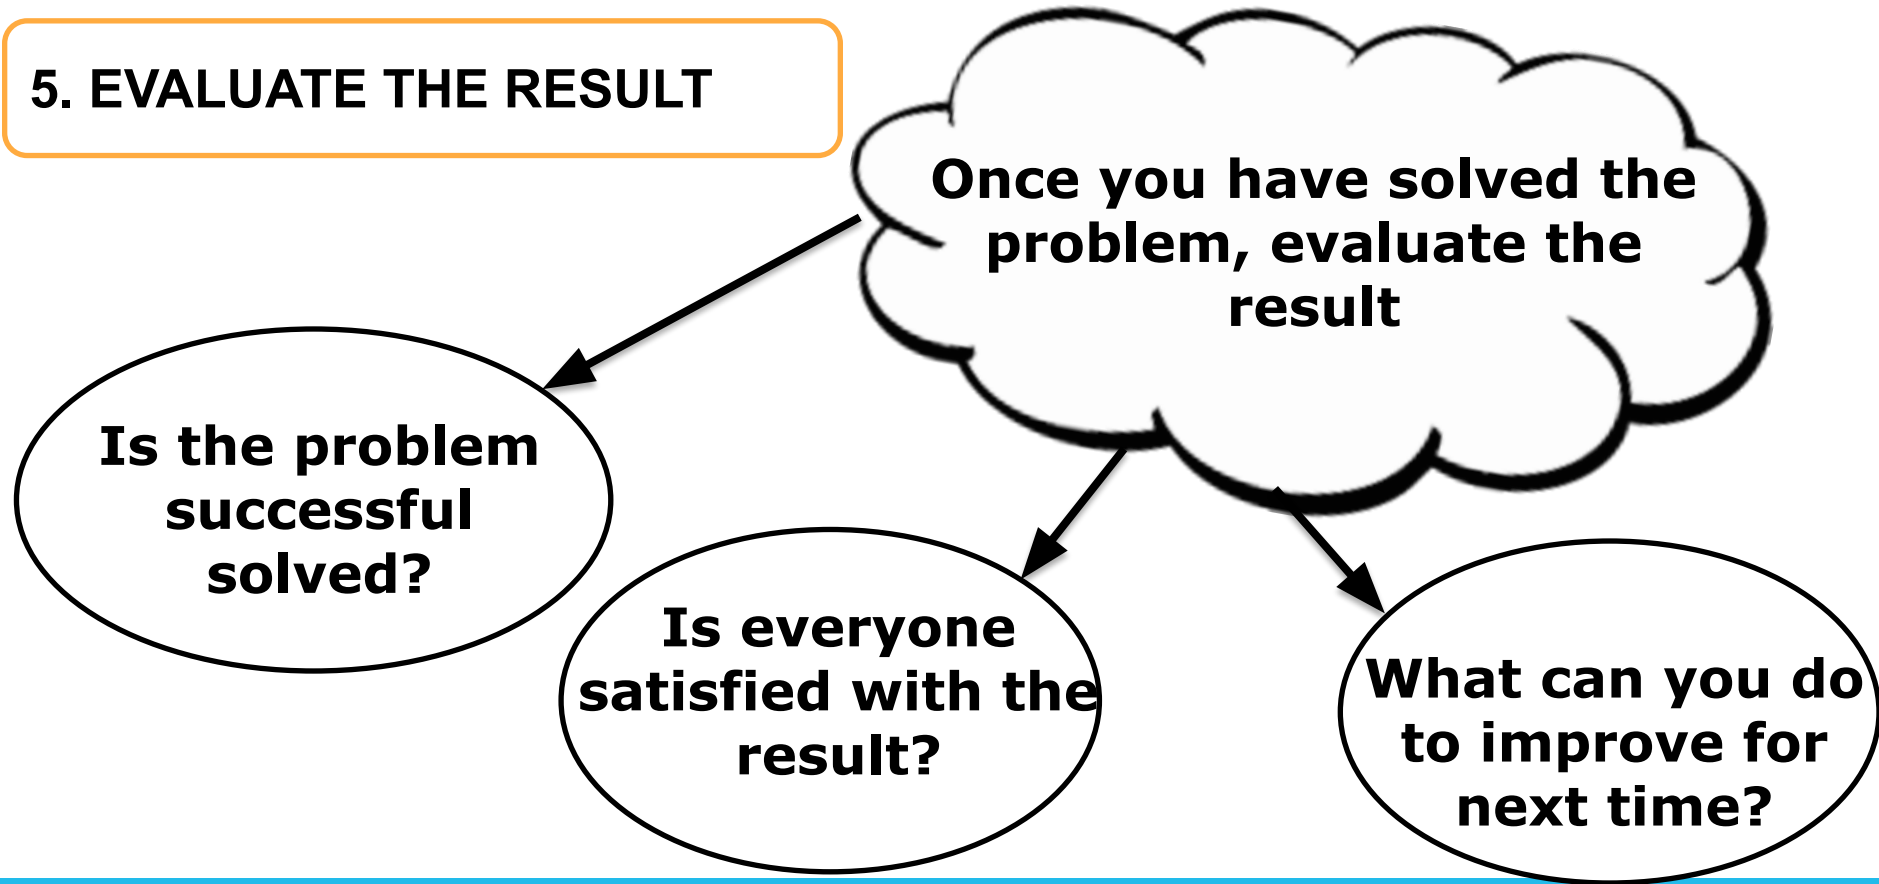 5. EVALUATE THE RESULT
Once you have solved the
problem, evaluate the
result
Is the problem
successful
solved?
Is everyone
satisfied with the
result?
What can you do
to improve for
next time?